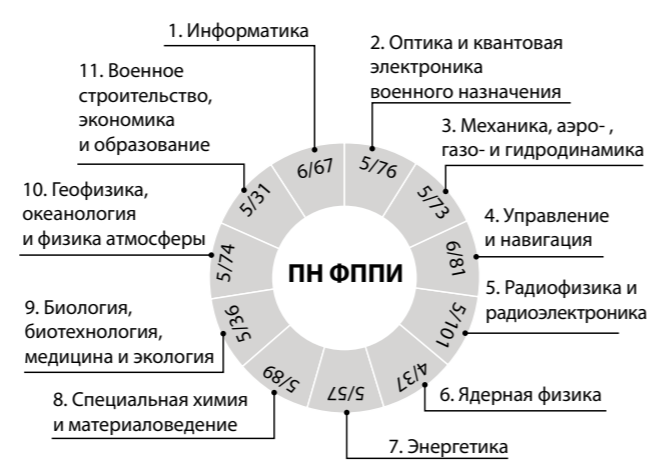 1. Информатика
2. Оптика и квантовая
электроника
военного назначения
3. Механика, аэро- ,
газо- и гидродинамика
4. Управление
и навигация
5. Радиофизика и
радиоэлектроника
6. Ядерная физика
7. Энергетика
8. Специальная химия
и материаловедение
9. Биология,
биотехнология,
медицина и экология
10. Геофизика,
океанология
и физика атмосферы
11. Военное
строительство,
экономика
и образование
6/67
5/76
5/73
6/81
5/101
4/37
5/57
5/89
5/36
5/74
5/31
ПН ФППИ